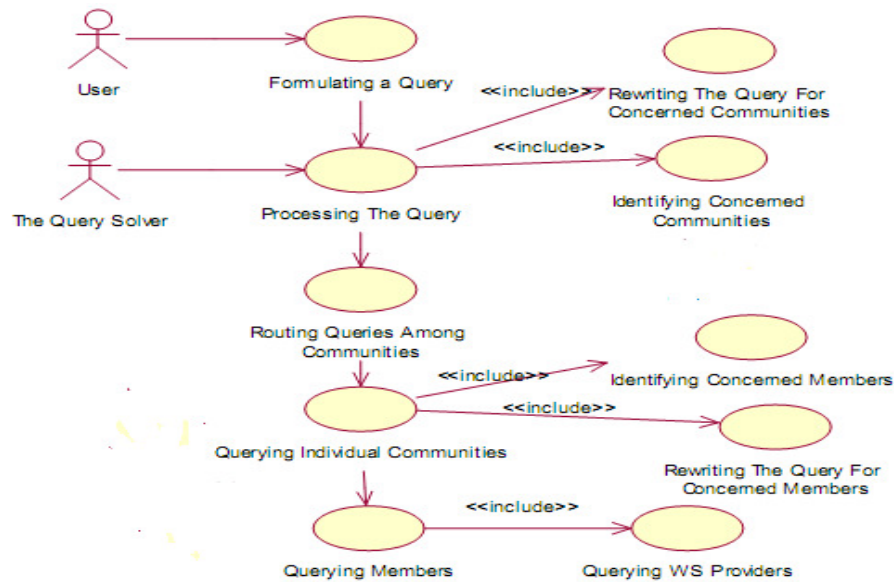 User
Formulating a Query
<<include>>
Rewriting The Query For
Concerned Communities
<<include>>
The Query Solver
Processing The Query
Identifying Concerned
Communities
Routing Queries Among
Communities
<<include>>
Identifying Concerned Members
<<include>>
Querying Individual Communities
Rewriting The Query For
Concerned Members
<<include>>
Querying Members
Querying WS Providers